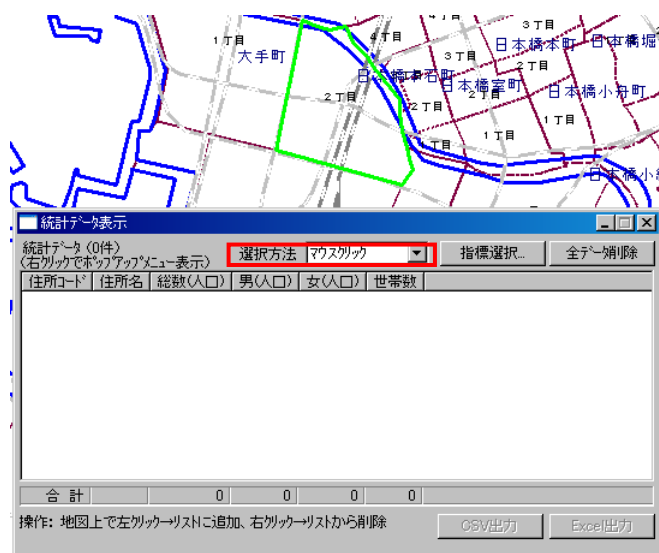 4丁目
3丁目
1丁目
4丁目
日本橋本町
日本橋堀
大手町
3丁目
2丁目
日本橋本石町
日本橋室町
2丁目
2丁目
2丁目
日本橋小舟町
1丁目
1丁目
丁目
日本橋小網
統計データ表示
統計データ (0件)
(右クリックでポップアップメニュー表示)
選択方法 マウスクリック
指標選択...
全データ削除
住所コード 住所名 総数(人口) 男(人口) 女(人口) 世帯数
合 計 0 0 0 0
操作: 地図上で左クリック→リストに追加、右クリック→リストから削除
CSV出力
Excel出力